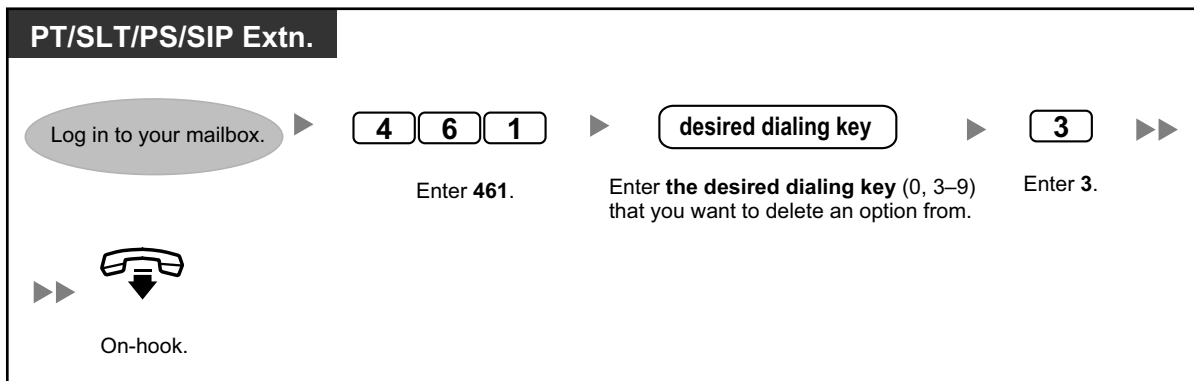 PT/SLT/PS/SIP Extn.
Log in to your mailbox.
4 6 1
desired dialing key
3
Enter 461.
Enter the desired dialing key (0, 3–9)
that you want to delete an option from.
Enter 3.
On-hook.